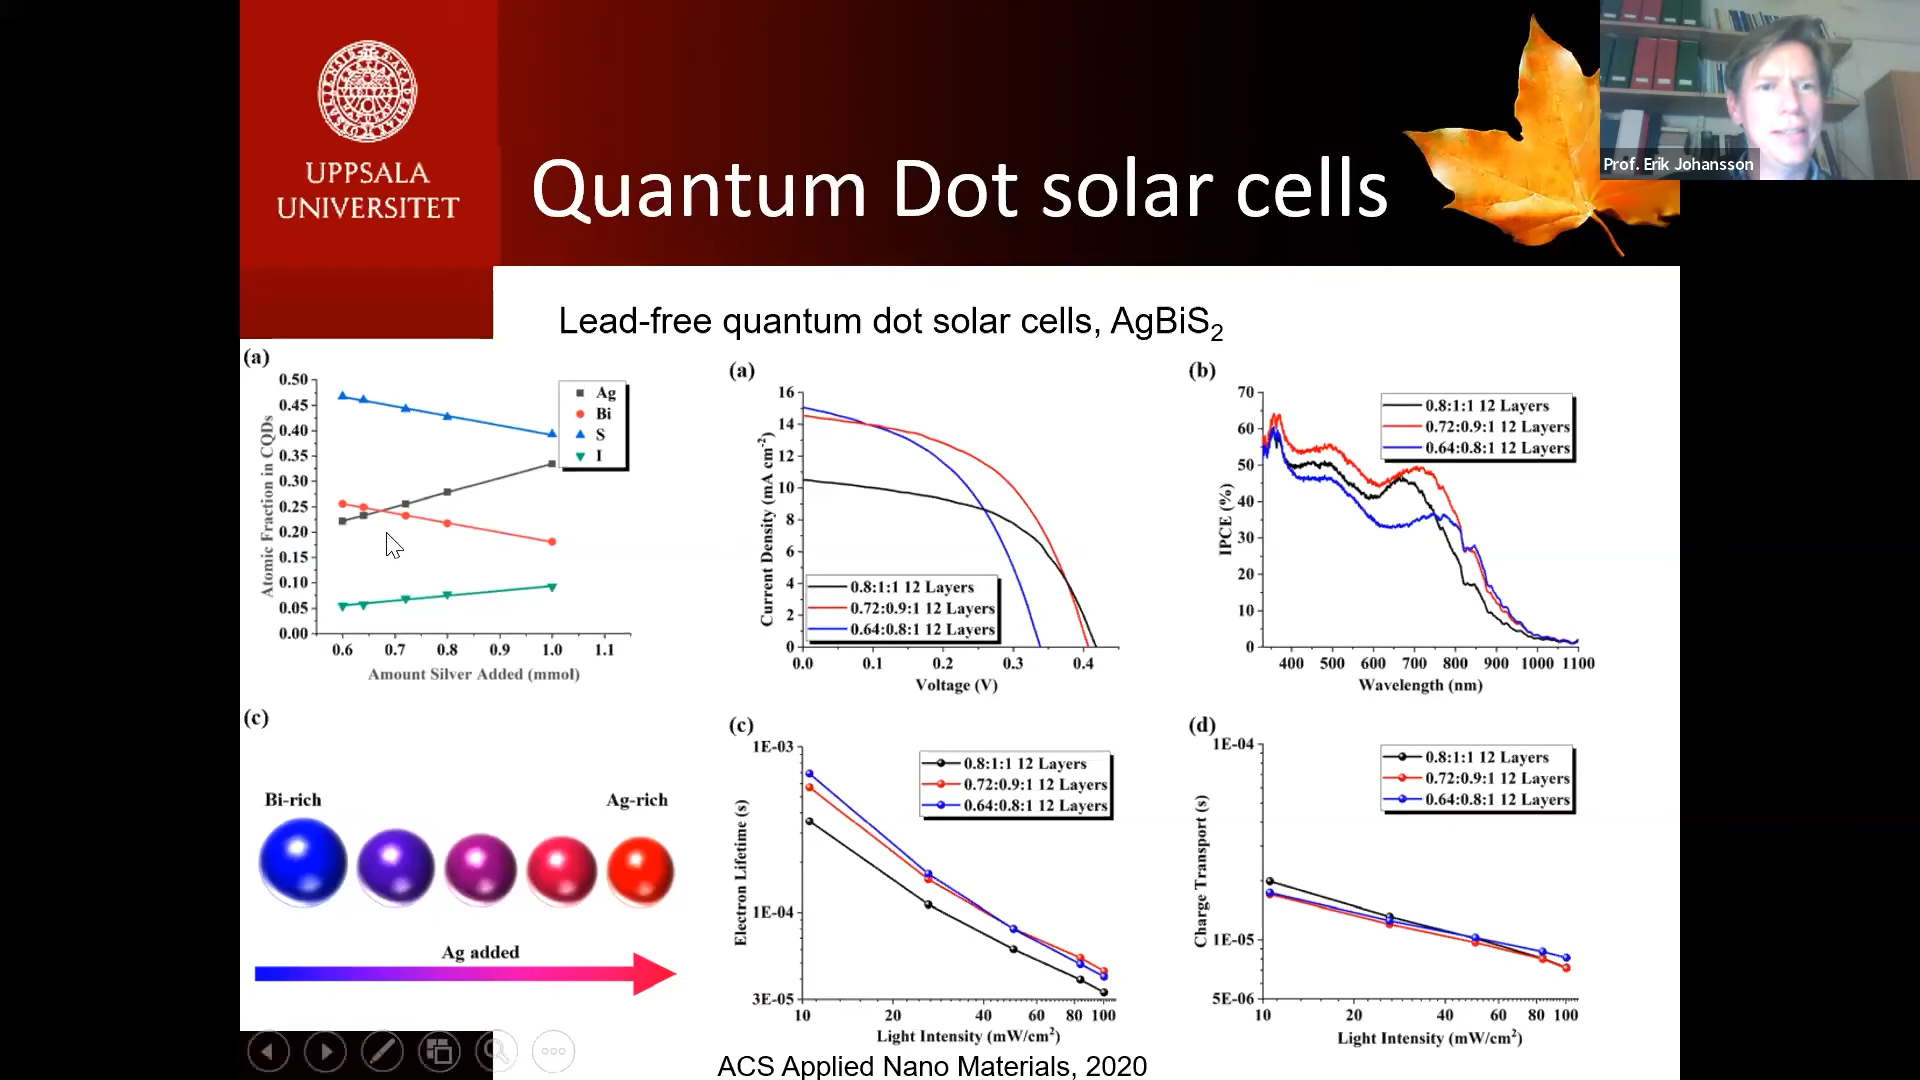 UPPSALA
UNIVERSITET
Quantum Dot solar cells
Prof. Erik Johansson
Lead-free quantum dot solar cells, AgBiS2
(a)
0.50
0.45
0.40
0.35
0.30
0.25
0.20
0.15
0.10
0.05
0.00
Atomic Fraction in CQDs
Ag
Bi
S
I
0.6 0.7 0.8 0.9 1.0 1.1
Amount Silver Added (mmol)
(a)
16
14
12
10
8
6
4
2
0
Current Density (mA cm-2)
0.8:1:1 12 Layers
0.72:0.9:1 12 Layers
0.64:0.8:1 12 Layers
0.0 0.1 0.2 0.3 0.4
Voltage (V)
(b)
70
60
50
40
30
20
10
0
IPCE (%)
0.8:1:1 12 Layers
0.72:0.9:1 12 Layers
0.64:0.8:1 12 Layers
400 500 600 700 800 900 1000 1100
Wavelength (nm)
(c)
Bi-rich
Ag-rich
Ag added
(c)
1E-03
1E-04
3E-05
Electron Lifetime (s)
0.8:1:1 12 Layers
0.72:0.9:1 12 Layers
0.64:0.8:1 12 Layers
10 20 40 60 80 100
Light Intensity (mW/cm2)
(d)
1E-04
1E-05
5E-06
Charge Transport (s)
0.8:1:1 12 Layers
0.72:0.9:1 12 Layers
0.64:0.8:1 12 Layers
10 20 40 60 80 100
Light Intensity (mW/cm2)
ACS Applied Nano Materials, 2020